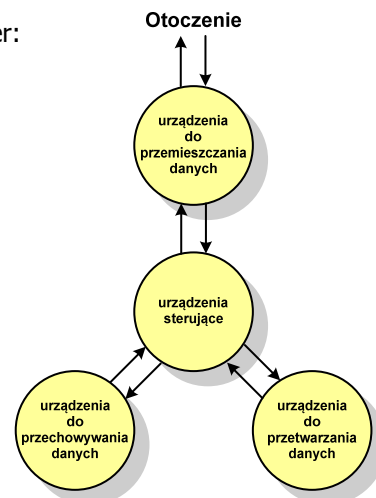 er:
Otoczenie
urządzenia
do
przemieszczania
danych
urządzenia
sterujące
urządzenia
do
przechowywania
danych
urządzenia
do
przetwarzania
danych